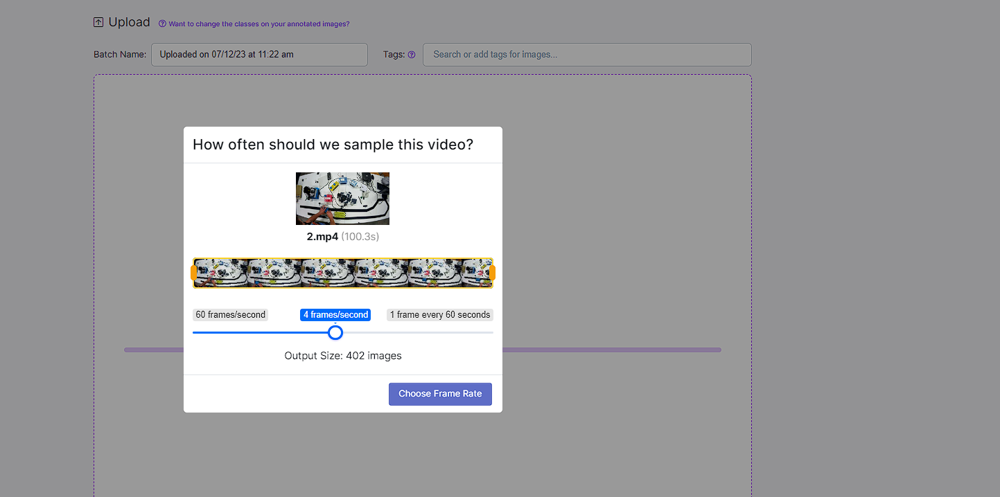 Upload Want to change the classes on your annotated images?
Batch Name: Uploaded on 07/12/23 at 11:22 am Tags: Search or add tags for images...
How often should we sample this video?
2.mp4 (100.3s)
60 frames/second 4 frames/second 1 frame every 60 seconds
Output Size: 402 images
Choose Frame Rate